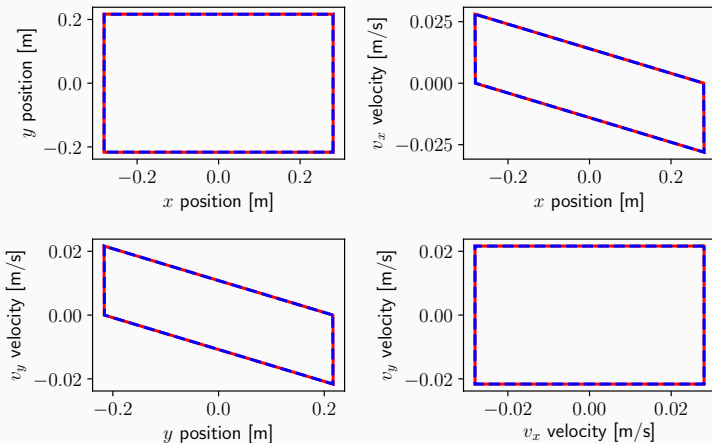 0.2
0.0
−0.2
y position [m]
−0.2 0.0 0.2
x position [m]
0.025
0.000
−0.025
v_x velocity [m/s]
−0.2 0.0 0.2
x position [m]
0.02
0.00
−0.02
v_y velocity [m/s]
−0.2 0.0 0.2
y position [m]
0.02
0.00
−0.02
v_y velocity [m/s]
−0.02 0.00 0.02
v_x velocity [m/s]